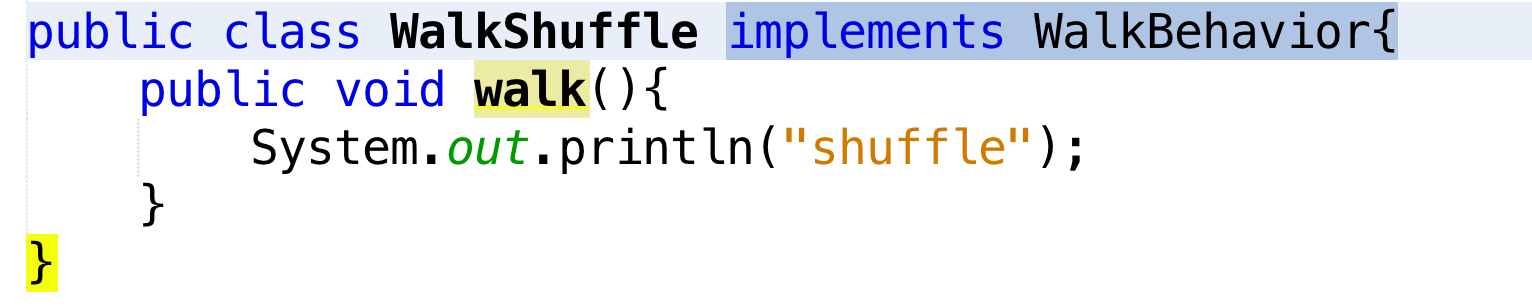 public class WalkShuffle implements WalkBehavior{
    public void walk(){
        System.out.println("shuffle");
    }
}